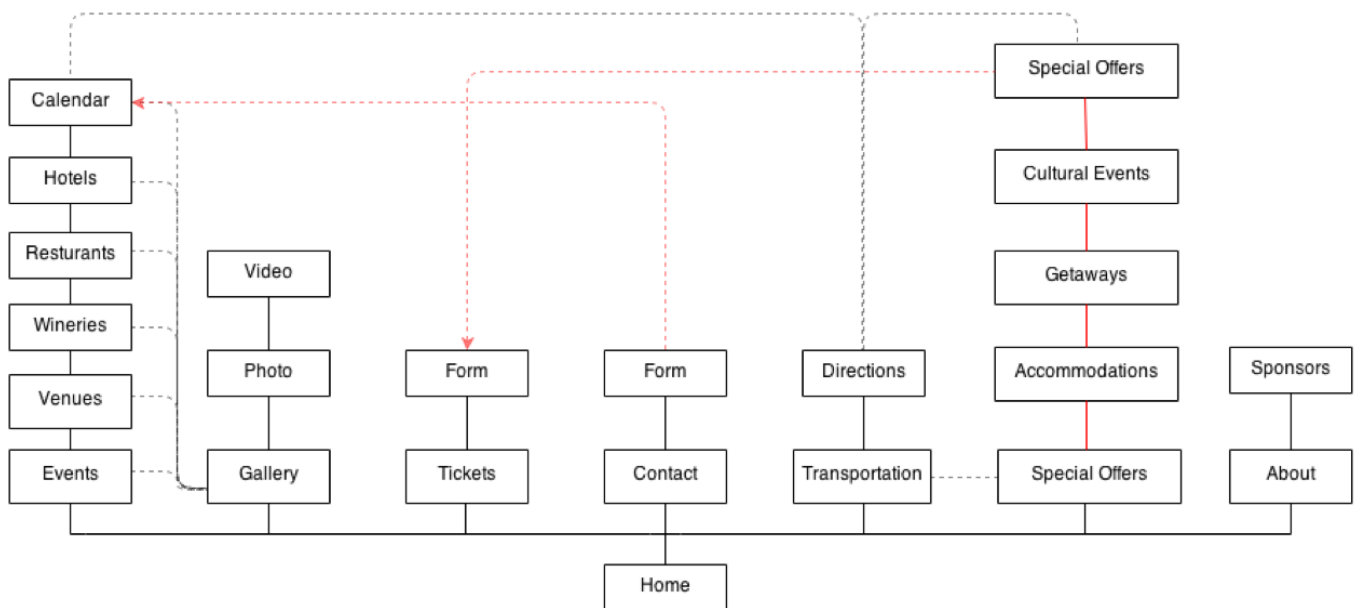 Special Offers
Calendar
Cultural Events
Hotels
Resturants
Video
Getaways
Wineries
Photo
Form
Form
Directions
Accommodations
Sponsors
Venues
Events
Gallery
Tickets
Contact
Transportation
Special Offers
About
Home